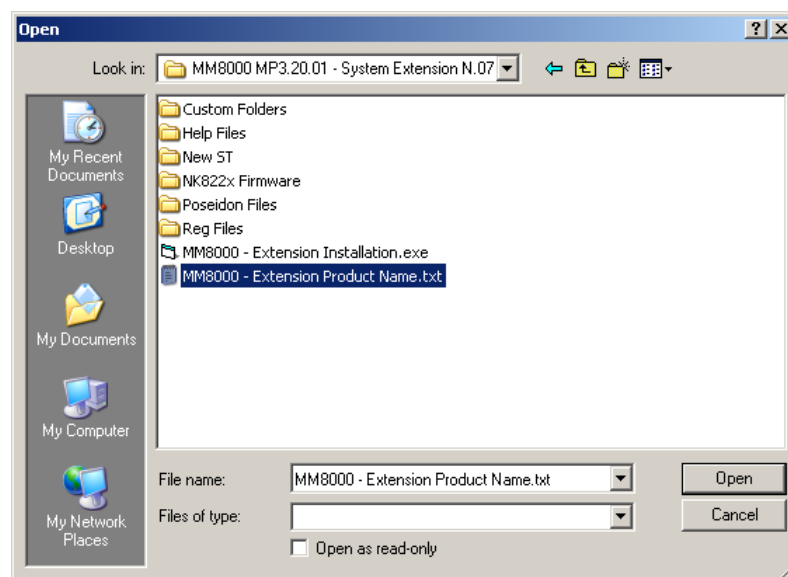 Open
Look in: MM8000 MP3.20.01 - System Extension N.07
My Recent
Documents
Desktop
My Documents
My Computer
My Network
Places
Custom Folders
Help Files
New ST
NK822x Firmware
Poseidon Files
Reg Files
MM8000 - Extension Installation.exe
MM8000 - Extension Product Name.txt
File name: MM8000 - Extension Product Name.txt Open
Files of type: Cancel
Open as read-only